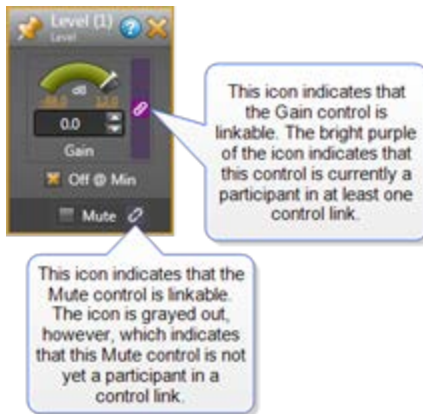 Level (1) ?
Level
dB
-88.0 12.0
0.0
Gain
Off @ Min
Mute
This icon indicates that
the Gain control is
linkable. The bright purple
of the icon indicates that
this control is currently a
participant in at least one
control link.
This icon indicates that the
Mute control is linkable.
The icon is grayed out,
however, which indicates
that this Mute control is not
yet a participant in a
control link.